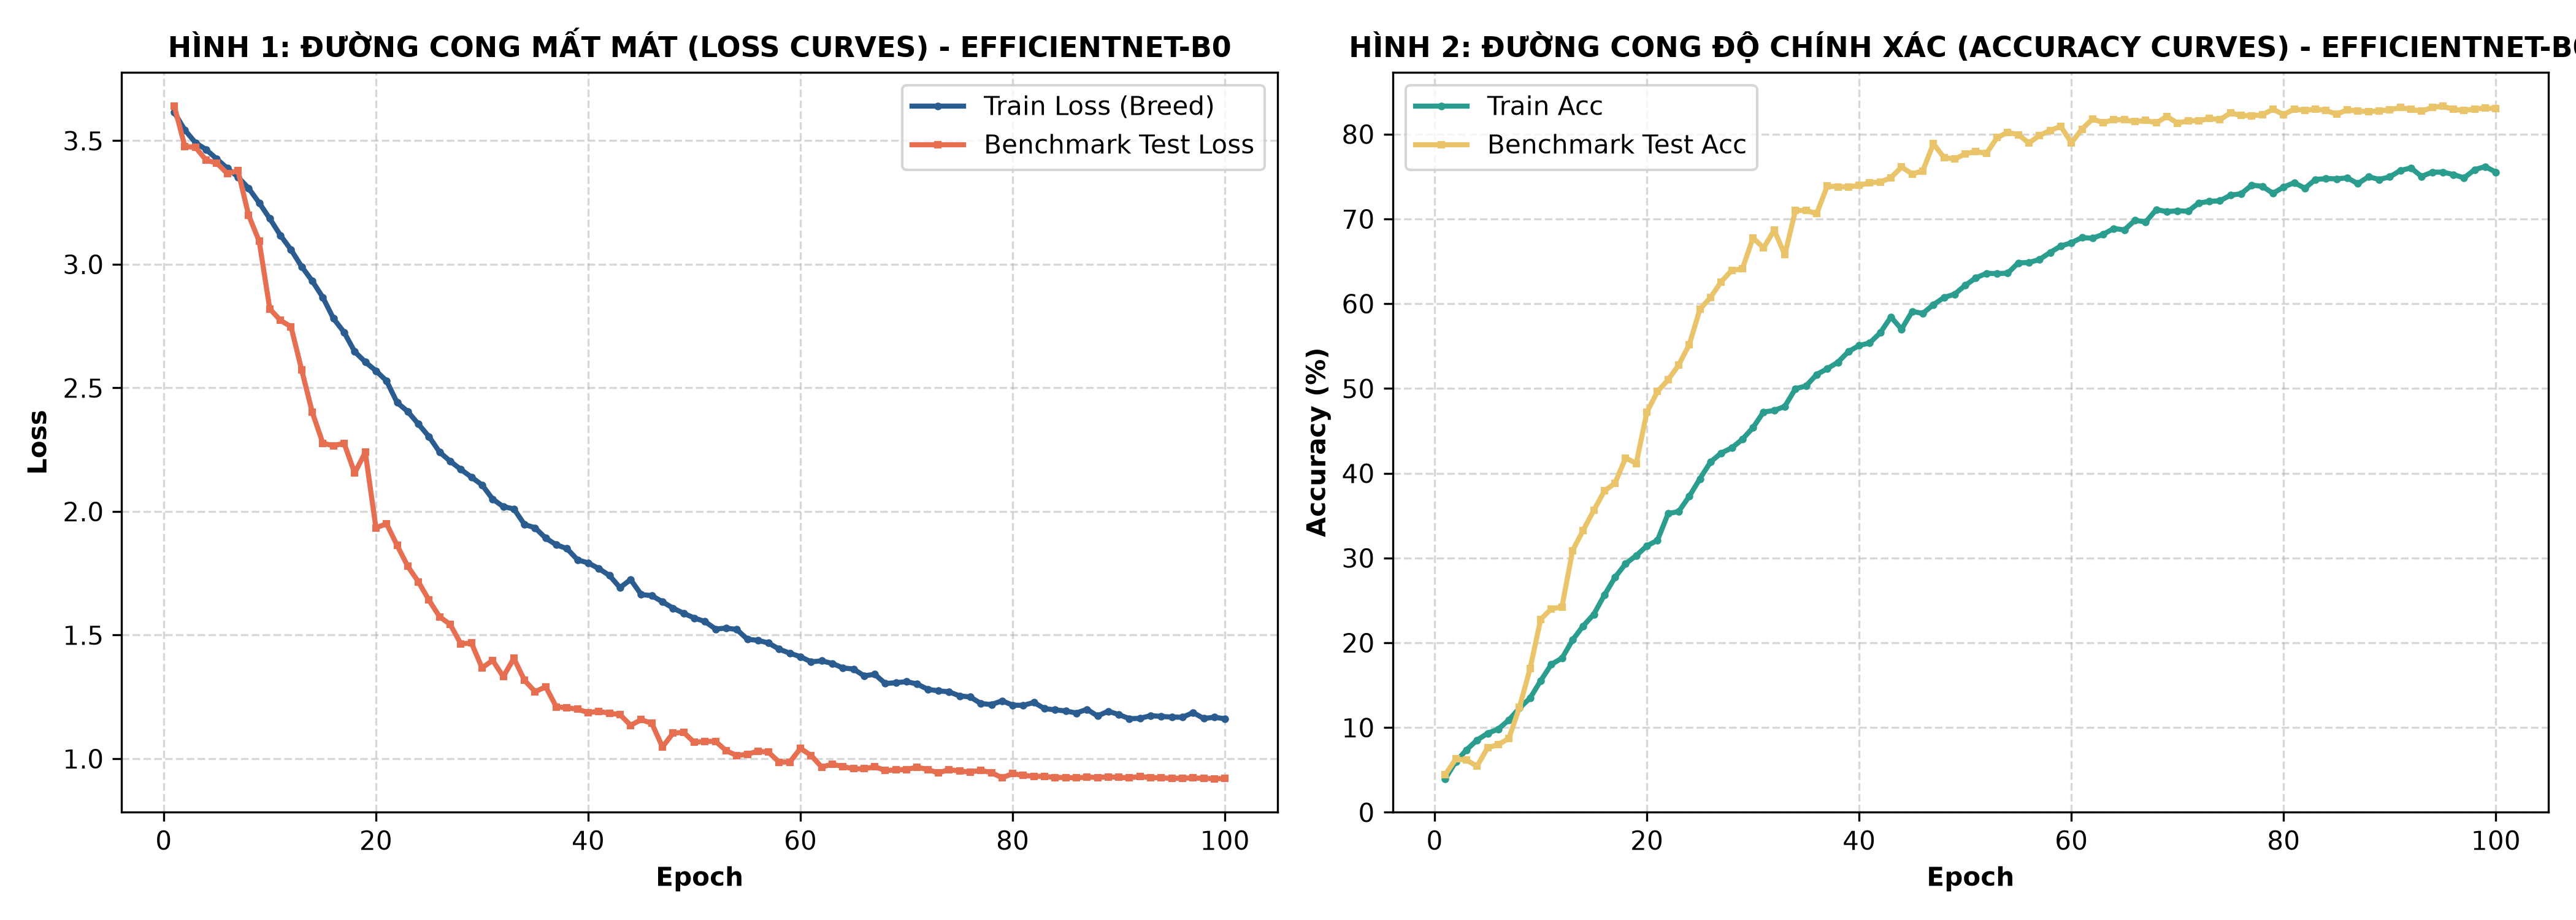 HÌNH 1: ĐƯỜNG CONG MẤT MÁT (LOSS CURVES) - EFFICIENTNET-B0
Train Loss (Breed)
Benchmark Test Loss
3.5
3.0
2.5
2.0
1.5
1.0
Loss
0 20 40 60 80 100
Epoch
HÌNH 2: ĐƯỜNG CONG ĐỘ CHÍNH XÁC (ACCURACY CURVES) - EFFICIENTNET-B
Train Acc
Benchmark Test Acc
80
70
60
50
40
30
20
10
0
Accuracy (%)
0 20 40 60 80 100
Epoch